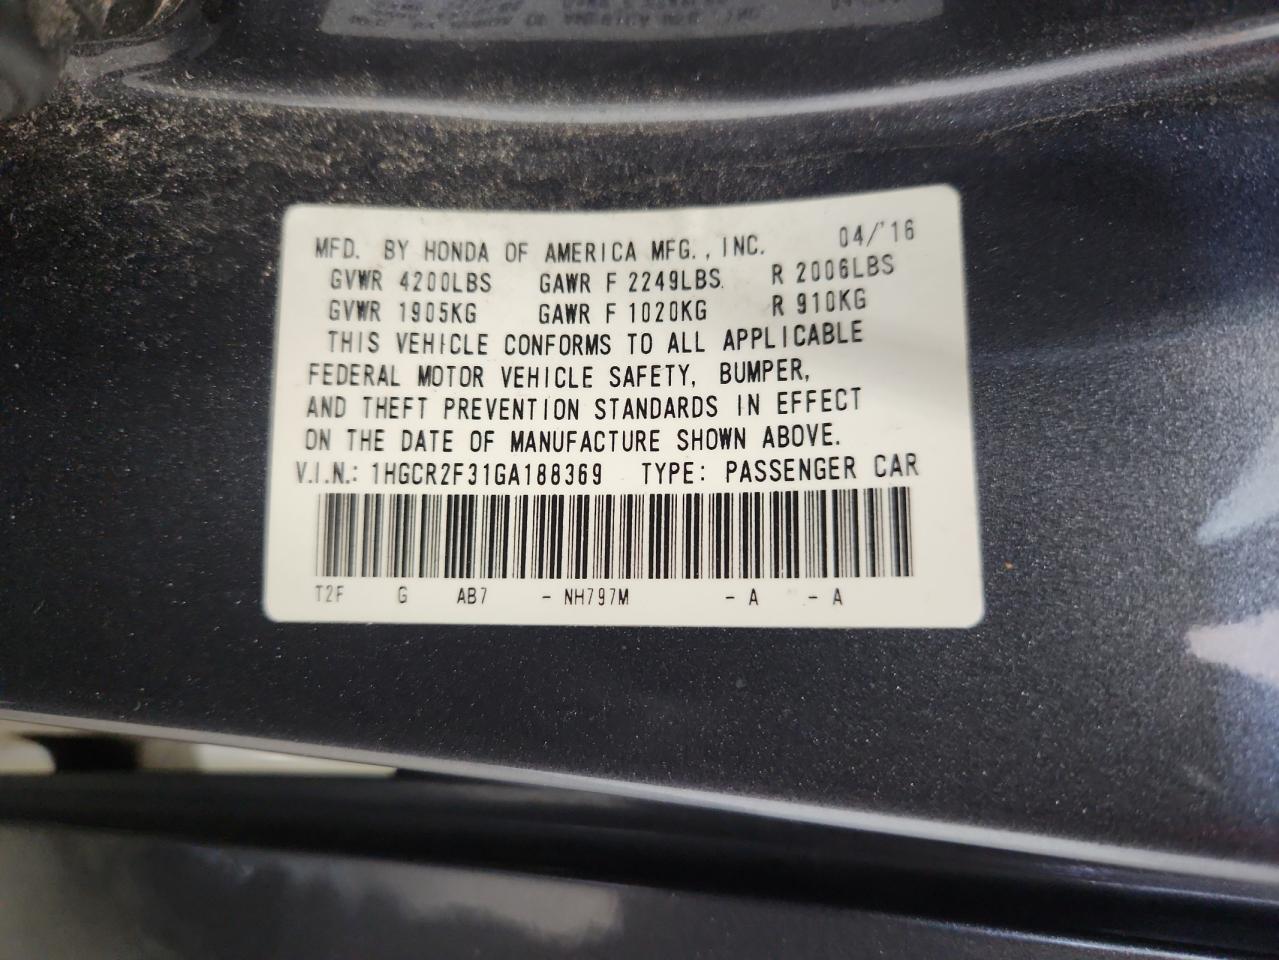 MFD. BY HONDA OF AMERICA MFG., INC. 04/'16
GVWR 4200LBS GAWR F 2249LBS R 2006LBS
GVWR 1905KG GAWR F 1020KG R 910KG
THIS VEHICLE CONFORMS TO ALL APPLICABLE
FEDERAL MOTOR VEHICLE SAFETY, BUMPER,
AND THEFT PREVENTION STANDARDS IN EFFECT
ON THE DATE OF MANUFACTURE SHOWN ABOVE.
V.I.N.: 1HGCR2F31GA188369 TYPE: PASSENGER CAR
T2F G AB7 - NH797M - A - A